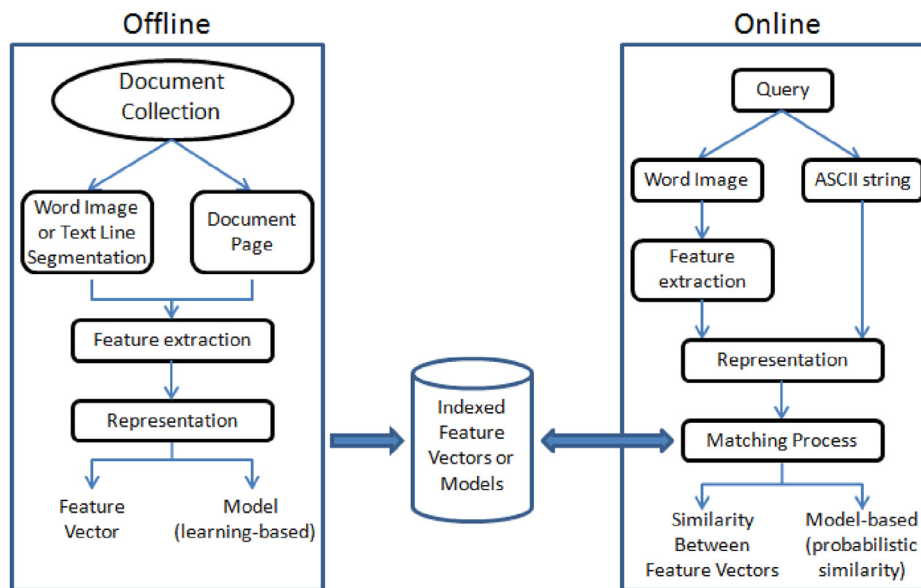 Offline
Document
Collection
Word Image
or Text Line
Segmentation
Document
Page
Feature extraction
Representation
Feature
Vector
Model
(learning-based)
Indexed
Feature
Vectors or
Models
Online
Query
Word Image
ASCII string
Feature
extraction
Representation
Matching Process
Similarity
Between
Feature Vectors
Model-based
(probabilistic
similarity)